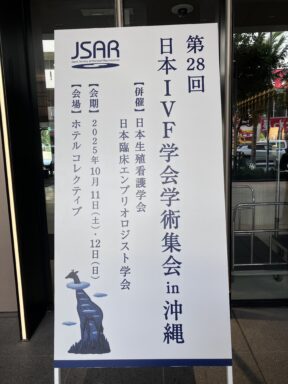 JSAR
第28回
日本IVF学会学術集会 in 沖縄
【併催】日本生殖看護学会
日本臨床エンブリオロジスト学会
【会期】2025年10月11日(土)・12日(日)
【会場】ホテル コレクティブ